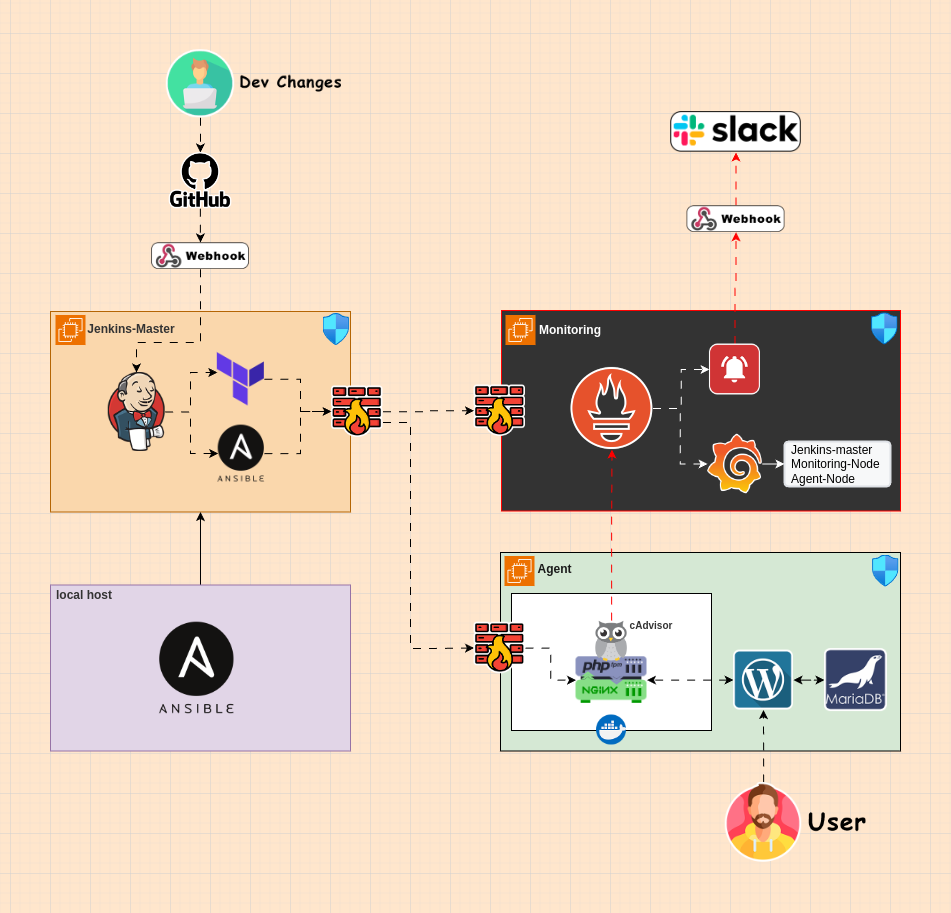 Dev Changes
GitHub
Webhook
slack
Webhook
Jenkins-Master
ANSIBLE
Monitoring
Jenkins-master
Monitoring-Node
Agent-Node
local host
ANSIBLE
Agent
cAdvisor
php fpm
NGINX
MariaDB
User